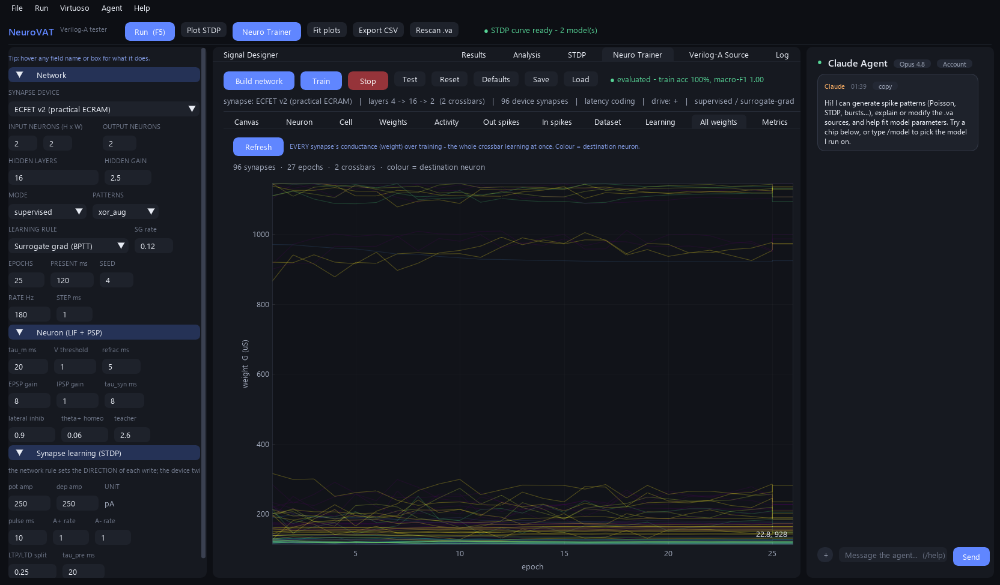 File Run Virtuoso Agent Help
NeuroVAT Verilog-A tester Run (F5) Plot STDP Neuro Trainer Fit plots Export CSV Rescan .va ● STDP curve ready - 2 model(s)
Tip: hover any field name or box for what it does.
▼ Network
SYNAPSE DEVICE
ECFET v2 (practical ECRAM) ▼
INPUT NEURONS (H x W) OUTPUT NEURONS
2 2 2
HIDDEN LAYERS HIDDEN GAIN
16 2.5
MODE PATTERNS
supervised ▼ xor_aug ▼
LEARNING RULE SG rate
Surrogate grad (BPTT) ▼ 0.12
EPOCHS PRESENT ms SEED
25 120 4
RATE Hz STEP ms
180 1
▼ Neuron (LIF + PSP)
tau_m ms V threshold refrac ms
20 1 5
EPSP gain IPSP gain tau_syn ms
8 1 8
lateral inhib theta+ homeo teacher
0.9 0.06 2.6
▼ Synapse learning (STDP)
the network rule sets the DIRECTION of each write; the device twi
pot amp dep amp UNIT
250 250 pA
pulse ms A+ rate A- rate
10 1 1
LTP/LTD split tau_pre ms
0.25 20
Signal Designer Results Analysis STDP Neuro Trainer Verilog-A Source Log
Build network Train Stop Test Reset Defaults Save Load ● evaluated - train acc 100%, macro-F1 1.00
synapse: ECFET v2 (practical ECRAM) | layers 4 -> 16 -> 2 (2 crossbars) | 96 device synapses | latency coding | drive: + | supervised / surrogate-grad
Canvas Neuron Cell Weights Activity Out spikes In spikes Dataset Learning All weights Metrics
Refresh EVERY synapse's conductance (weight) over training - the whole crossbar learning at once. Colour = destination neuron.
96 synapses · 27 epochs · 2 crossbars · colour = destination neuron
1000
800
600
400
200
weight G (uS)
22.8, 928
5 10 15 20 25
epoch
● Claude Agent Opus 4.8 Account
Claude 01:39 copy
Hi! I can generate spike patterns (Poisson,
STDP, bursts...), explain or modify the .va
sources, and help fit model parameters. Try a
chip below, or type /model to pick the model
I run on.
+ Message the agent... (/help) Send